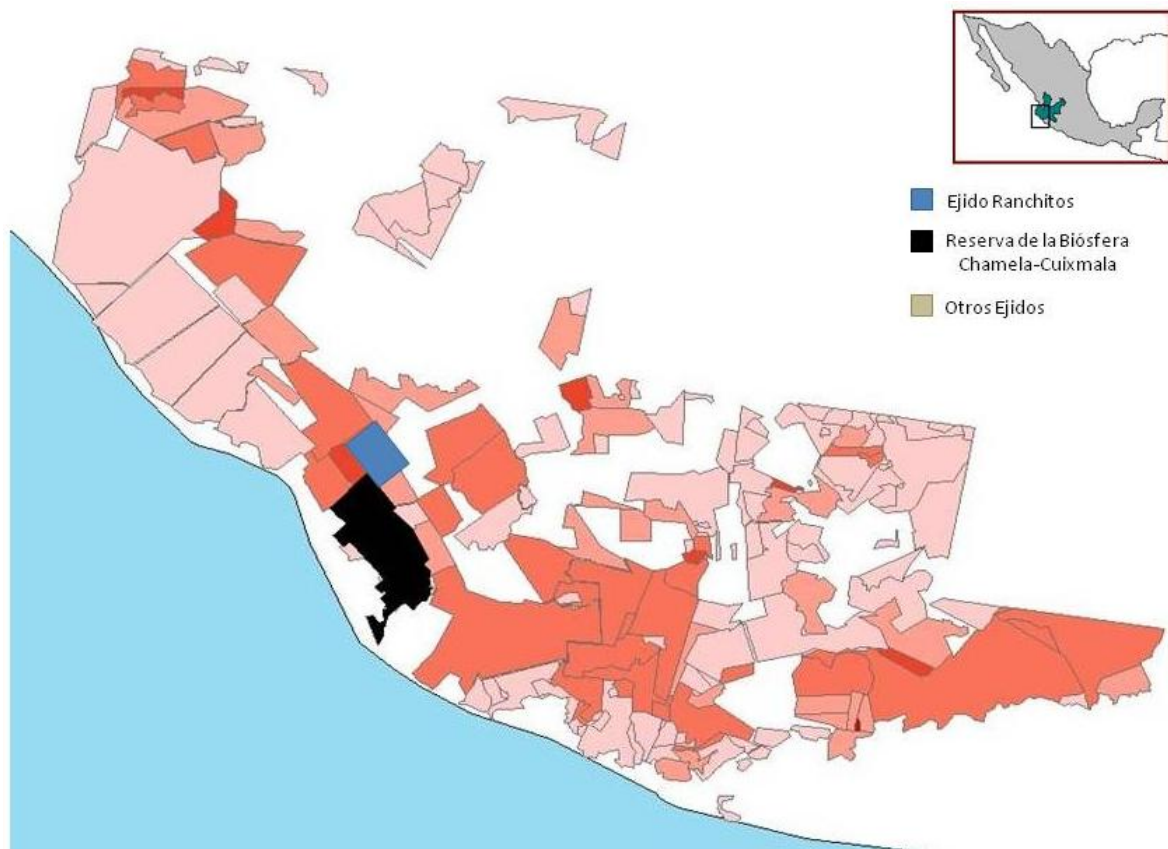 Ejido Ranchitos
Reserva de la Biósfera
Chamela-Cuixmala
Otros Ejidos